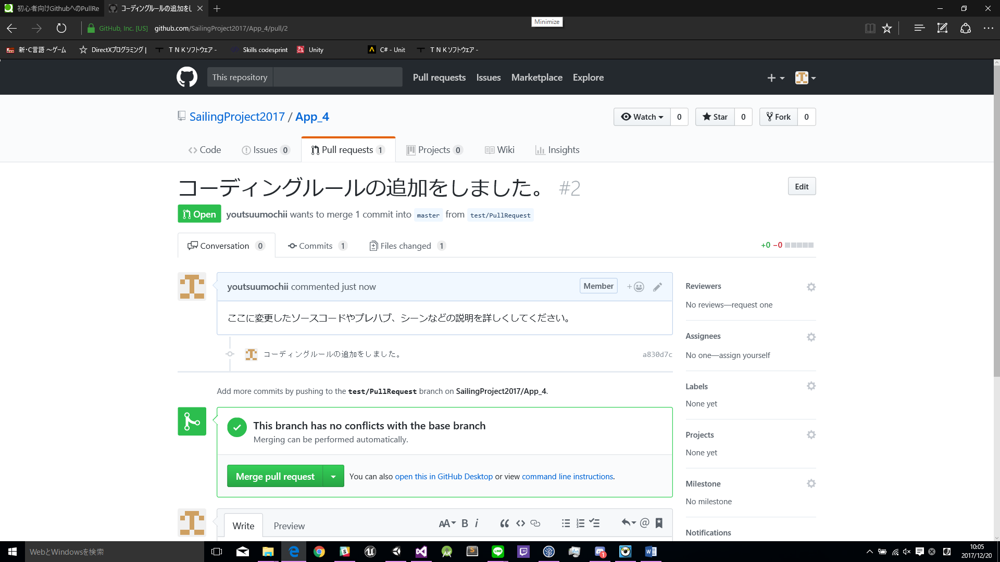 初心者向けGithubへのPullRe
コーディングルールの追加をし
Minimize
GitHub, Inc. [US]
github.com/SailingProject2017/App_4/pull/2
新・C言語 ～ゲーム
DirectXプログラミング |
ＴＮＫソフトウェア -
Skills codesprint
Unity
C# - Unit
ＴＮＫソフトウェア -
This repository
Pull requests Issues Marketplace Explore
SailingProject2017 / App_4
Watch 0 Star 0 Fork 0
Code Issues 0 Pull requests 1 Projects 0 Wiki Insights
コーディングルールの追加をしました。 #2
Edit
Open youtsuumochii wants to merge 1 commit into master from test/PullRequest
Conversation 0 Commits 1 Files changed 1
+0 −0
youtsuumochii commented just now
Member
ここに変更したソースコードやプレハブ、シーンなどの説明を詳しくしてください。
コーディングルールの追加をしました。
a830d7c
Add more commits by pushing to the test/PullRequest branch on SailingProject2017/App_4.
This branch has no conflicts with the base branch
Merging can be performed automatically.
Merge pull request
You can also open this in GitHub Desktop or view command line instructions.
Write Preview
AA B i
Reviewers
No reviews—request one
Assignees
No one—assign yourself
Labels
None yet
Projects
None yet
Milestone
No milestone
Notifications
WebとWindowsを検索
10:05
2017/12/20